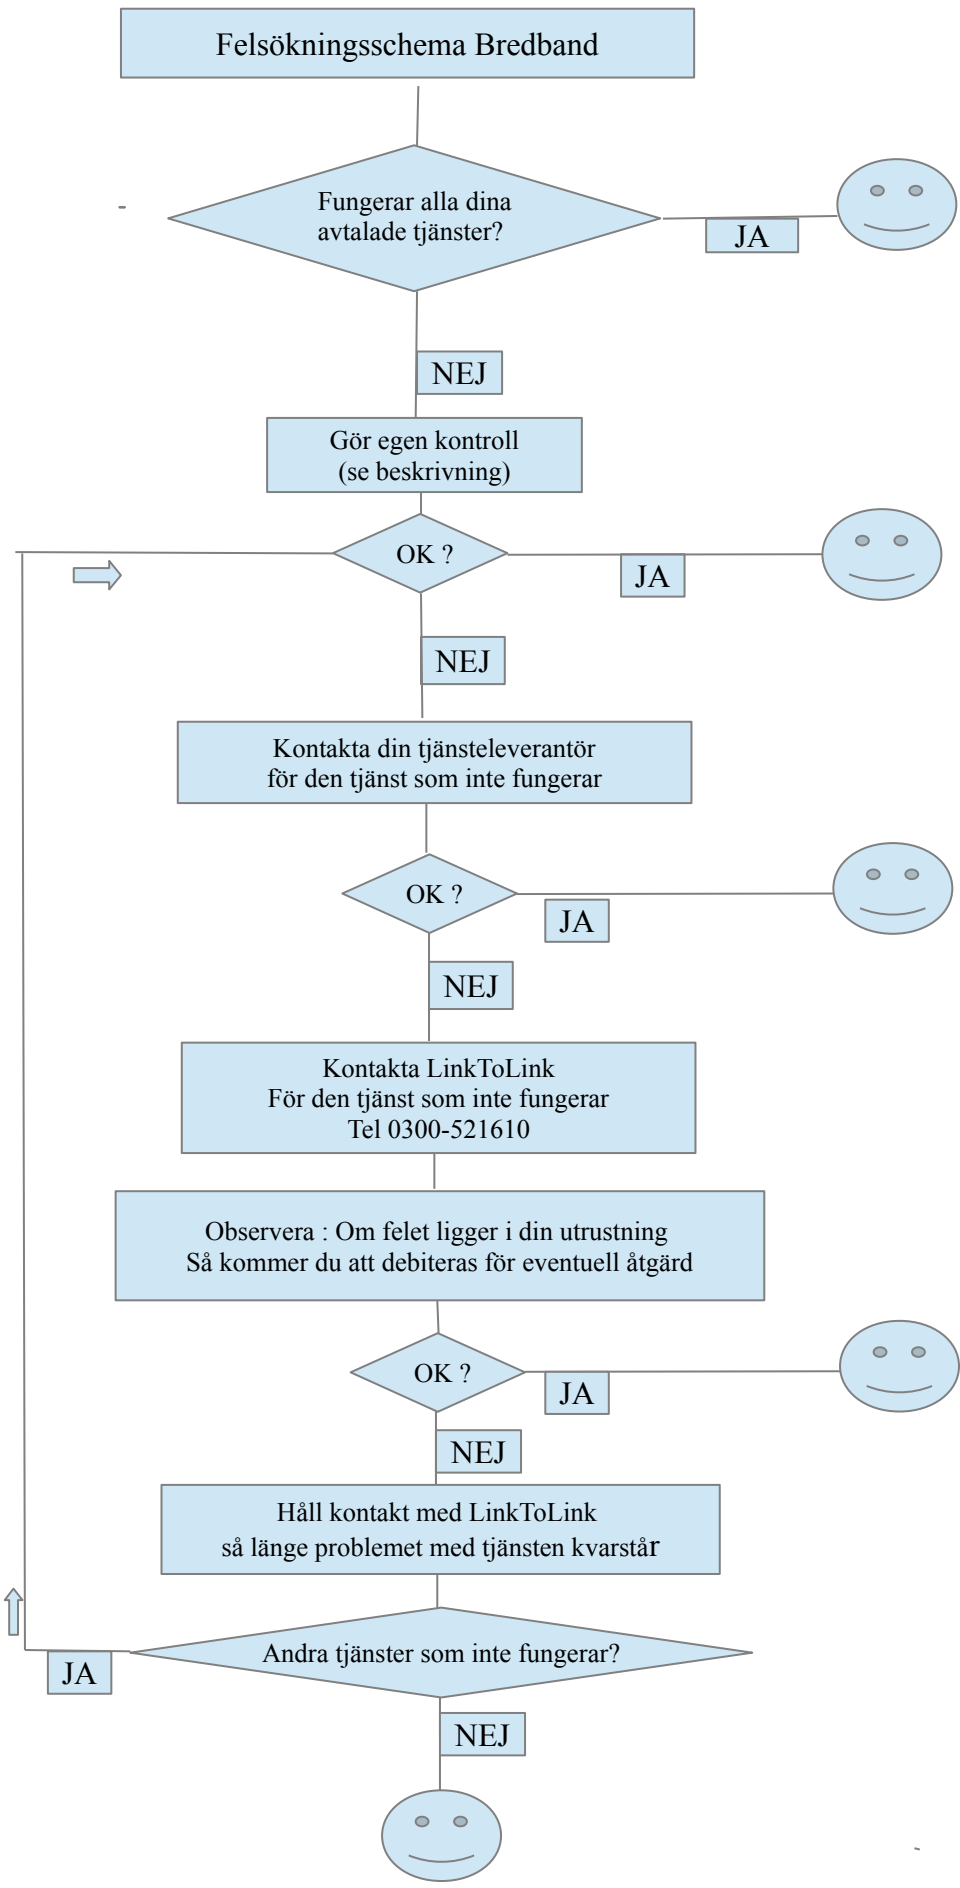 Felsökningsschema Bredband
Fungerar alla dina
avtalade tjänster?
JA
NEJ
Gör egen kontroll
(se beskrivning)
OK ?
JA
NEJ
Kontakta din tjänsteleverantör
för den tjänst som inte fungerar
OK ?
JA
NEJ
Kontakta LinkToLink
För den tjänst som inte fungerar
Tel 0300-521610
Observera : Om felet ligger i din utrustning
Så kommer du att debiteras för eventuell åtgärd
OK ?
JA
NEJ
Håll kontakt med LinkToLink
så länge problemet med tjänsten kvarstår
Andra tjänster som inte fungerar?
JA
NEJ